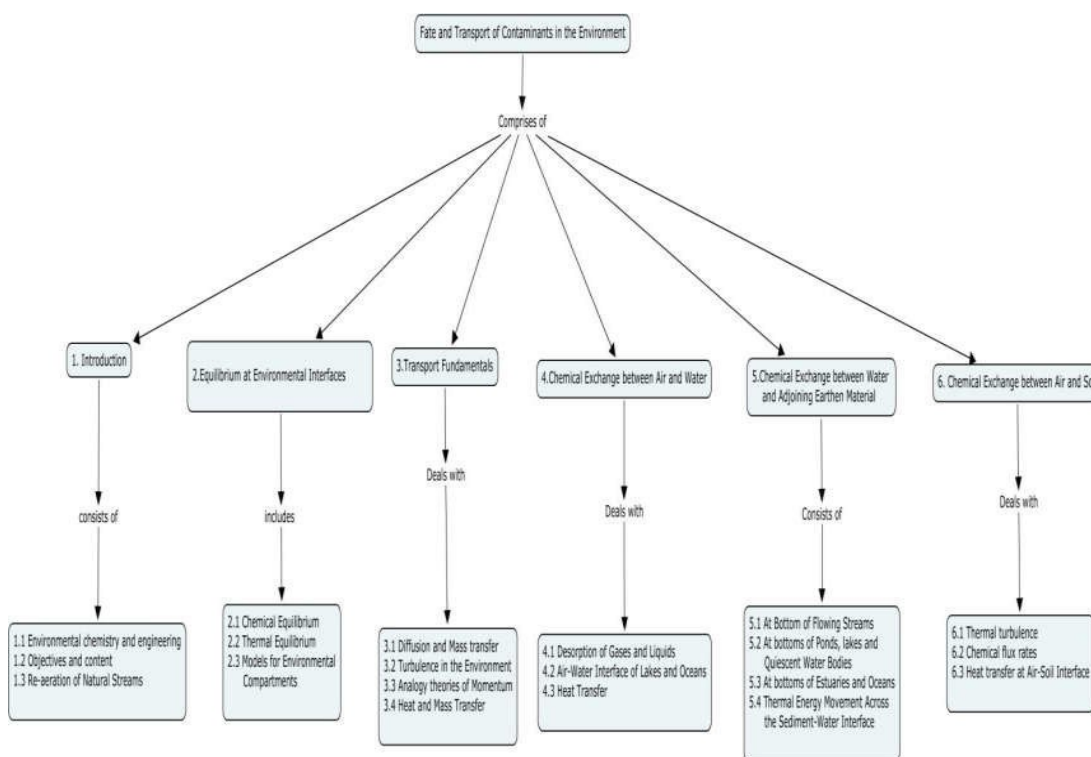 Fate and Transport of Contaminants in the Environment
Comprises of
1. Introduction
2.Equilibrium at Environmental Interfaces
3.Transport Fundamentals
4.Chemical Exchange between Air and Water
5.Chemical Exchange between Water
and Adjoining Earthen Material
6. Chemical Exchange between Air and
consists of
includes
Deals with
Deals with
Consists of
Deals with
1.1 Environmental chemistry and engineering
1.2 Objectives and content
1.3 Re-aeration of Natural Streams
2.1 Chemical Equilibrium
2.2 Thermal Equilibrium
2.3 Models for Environmental
Compartments
3.1 Diffusion and Mass transfer
3.2 Turbulence in the Environment
3.3 Analogy theories of Momentum
3.4 Heat and Mass Transfer
4.1 Desorption of Gases and Liquids
4.2 Air-Water Interface of Lakes and Oceans
4.3 Heat Transfer
5.1 At Bottom of Flowing Streams
5.2 At bottoms of Ponds, lakes and
Quiescent Water Bodies
5.3 At bottoms of Estuaries and Oceans
5.4 Thermal Energy Movement Across
the Sediment-Water Interface
6.1 Thermal turbulence
6.2 Chemical flux rates
6.3 Heat transfer at Air-Soil Interface